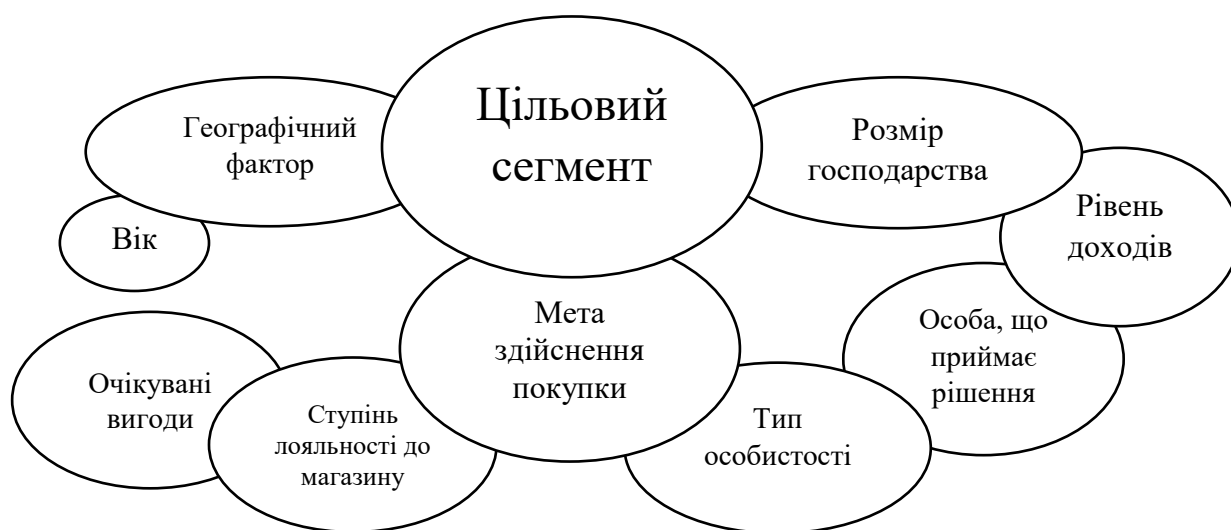 Цільовий
сегмент
Географічний
фактор
Розмір
господарства
Вік
Рівень
доходів
Мета
здійснення
покупки
Особа, що
приймає
рішення
Очікувані
вигоди
Ступінь
лояльності до
магазину
Тип
особистості